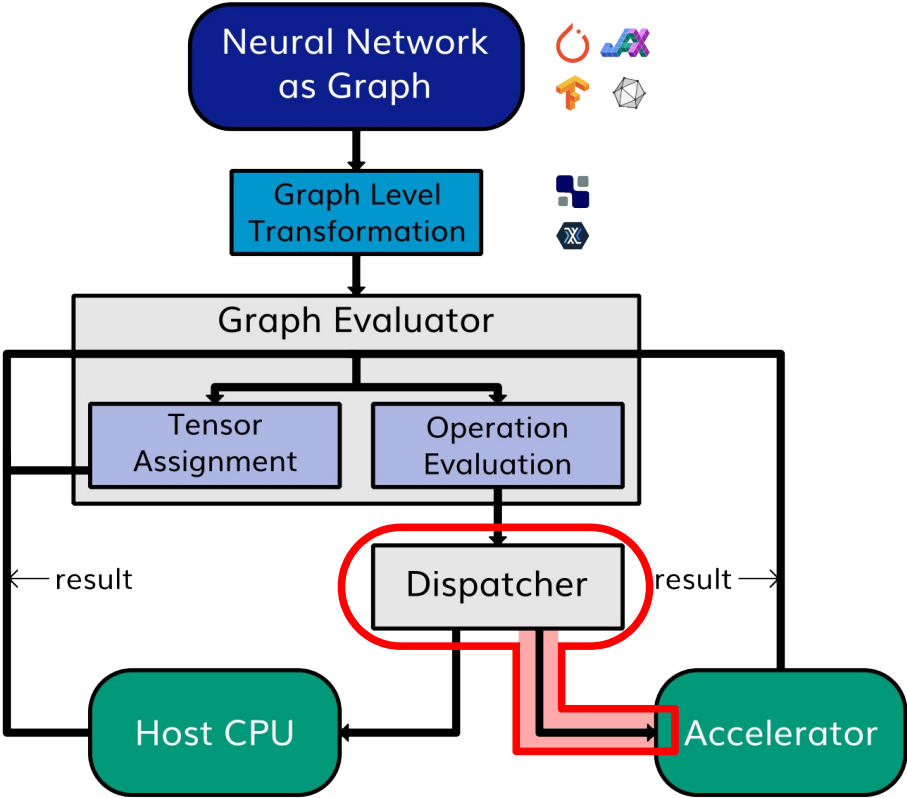 Neural Network
as Graph
Graph Level
Transformation
Graph Evaluator
Tensor
Assignment
Operation
Evaluation
result
Dispatcher
result
Host CPU
Accelerator